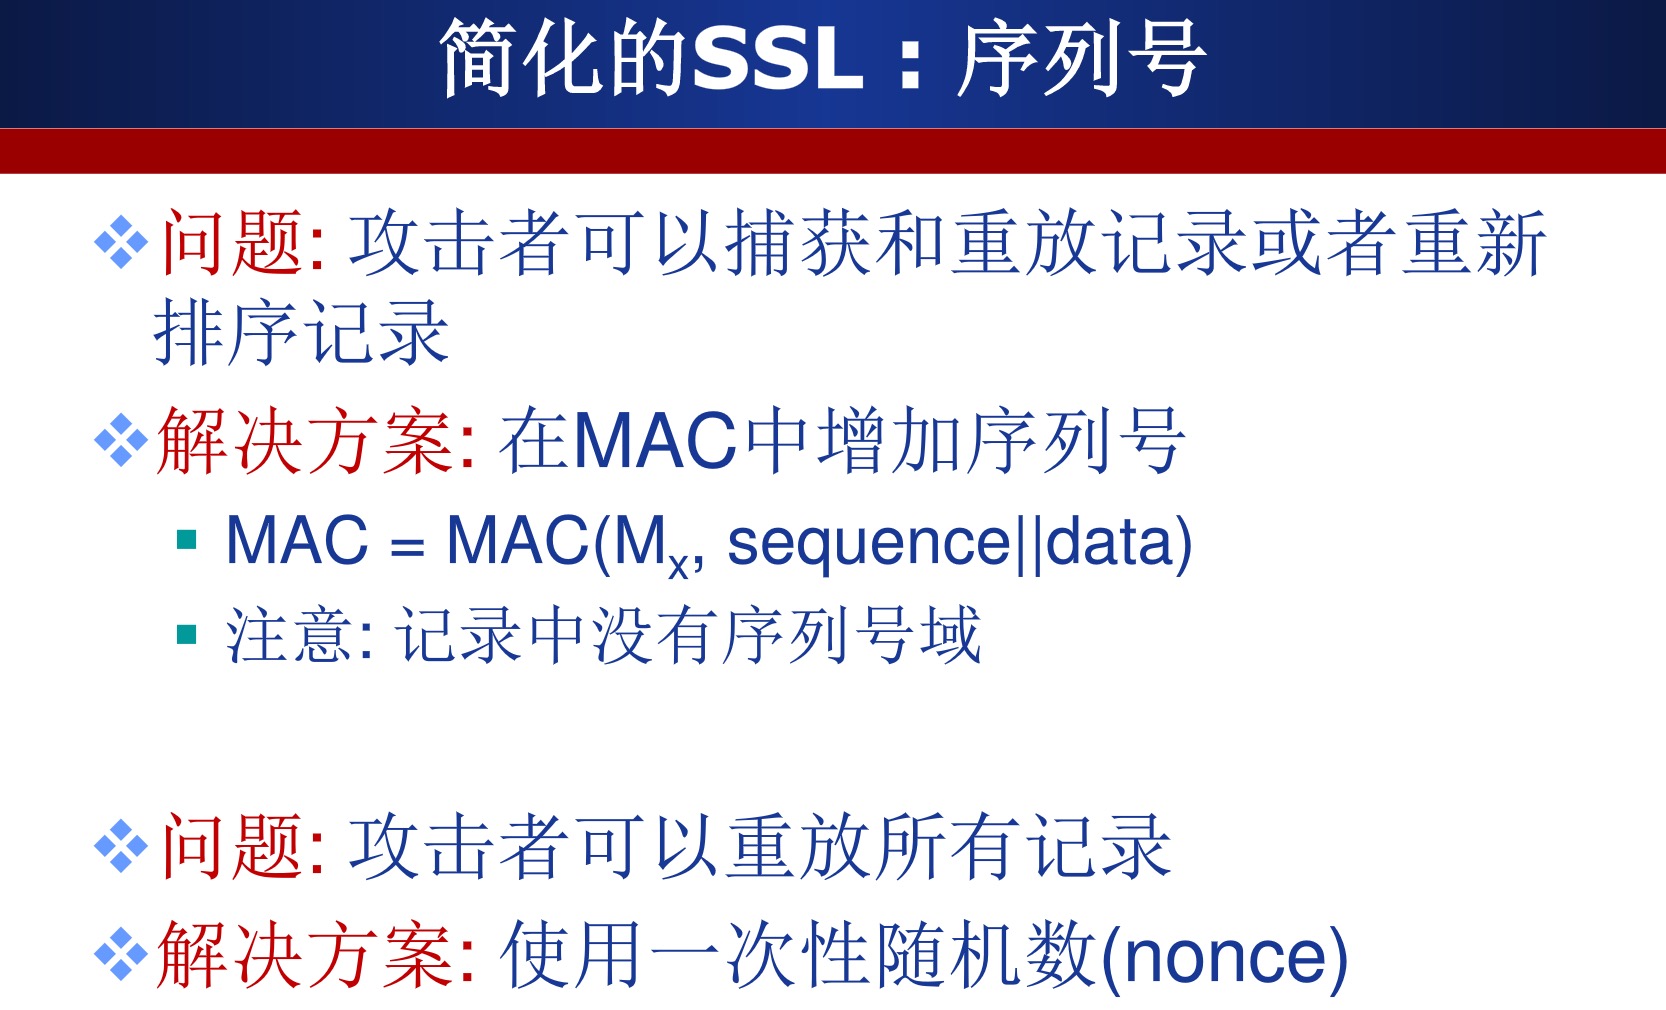 简化的SSL：序列号
问题: 攻击者可以捕获和重放记录或者重新
排序记录
解决方案: 在MAC中增加序列号
MAC = MAC(Mx, sequence||data)
注意: 记录中没有序列号域
问题: 攻击者可以重放所有记录
解决方案: 使用一次性随机数(nonce)